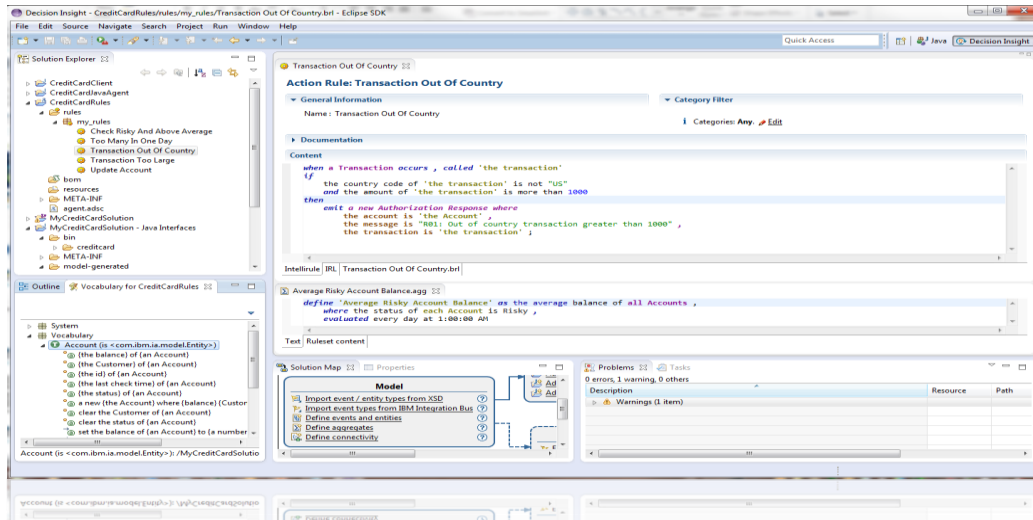 Decision Insight - CreditCardRules/rules/my_rules/Transaction Out Of Country.brl - Eclipse SDK
File Edit Source Navigate Search Project Run Window Help
Quick Access
Java
Decision Insight
Solution Explorer
CreditCardClient
CreditCardJavaAgent
CreditCardRules
rules
my_rules
Check Risky And Above Average
Too Many In One Day
Transaction Out Of Country
Transaction Too Large
Update Account
bom
resources
META-INF
agent.adsc
MyCreditCardSolution
MyCreditCardSolution - Java Interfaces
bin
creditcard
META-INF
model-generated
Transaction Out Of Country
Action Rule: Transaction Out Of Country
General Information
Name : Transaction Out Of Country
Category Filter
Categories: Any. Edit
Documentation
Content
when a Transaction occurs , called 'the transaction'
if
the country code of 'the transaction' is not "US"
and the amount of 'the transaction' is more than 1000
then
emit a new Authorization Response where
the account is 'the Account' ,
the message is "R01: Out of country transaction greater than 1000" ,
the transaction is 'the transaction' ;
Intellirule IRL Transaction Out Of Country.brl
Outline Vocabulary for CreditCardRules
System
Vocabulary
Account (is <com.ibm.ia.model.Entity>)
{the balance} of {an Account}
{the Customer} of {an Account}
{the id} of {an Account}
{the last check time} of {an Account}
{the status} of {an Account}
a new {the Account} where {balance} {Custor
clear the Customer of {an Account}
clear the status of {an Account}
set the balance of {an Account} to {a number
Account (is <com.ibm.ia.model.Entity>): /MyCreditCardSolutio
Average Risky Account Balance.agg
define 'Average Risky Account Balance' as the average balance of all Accounts ,
where the status of each Account is Risky ,
evaluated every day at 1:00:00 AM
Text Ruleset content
Solution Map Properties
Model
Import event / entity types from XSD
Import event types from IBM Integration Bus
Define events and entities
Define aggregates
Define connectivity
Ad
Ad
Problems Tasks
0 errors, 1 warning, 0 others
Description Resource Path
Warnings (1 item)